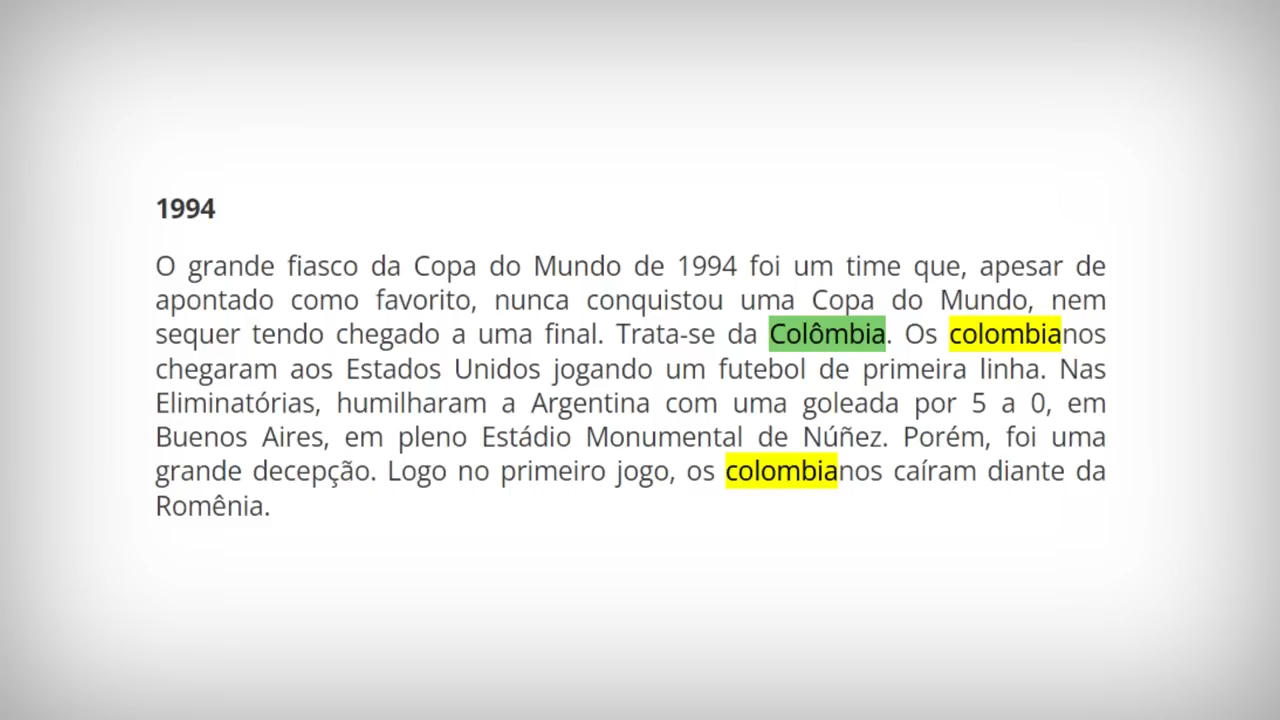 1994
O grande fiasco da Copa do Mundo de 1994 foi um time que, apesar de
apontado como favorito, nunca conquistou uma Copa do Mundo, nem
sequer tendo chegado a uma final. Trata-se da Colômbia. Os colombianos
chegaram aos Estados Unidos jogando um futebol de primeira linha. Nas
Eliminatórias, humilharam a Argentina com uma goleada por 5 a 0, em
Buenos Aires, em pleno Estádio Monumental de Núñez. Porém, foi uma
grande decepção. Logo no primeiro jogo, os colombianos caíram diante da
Romênia.